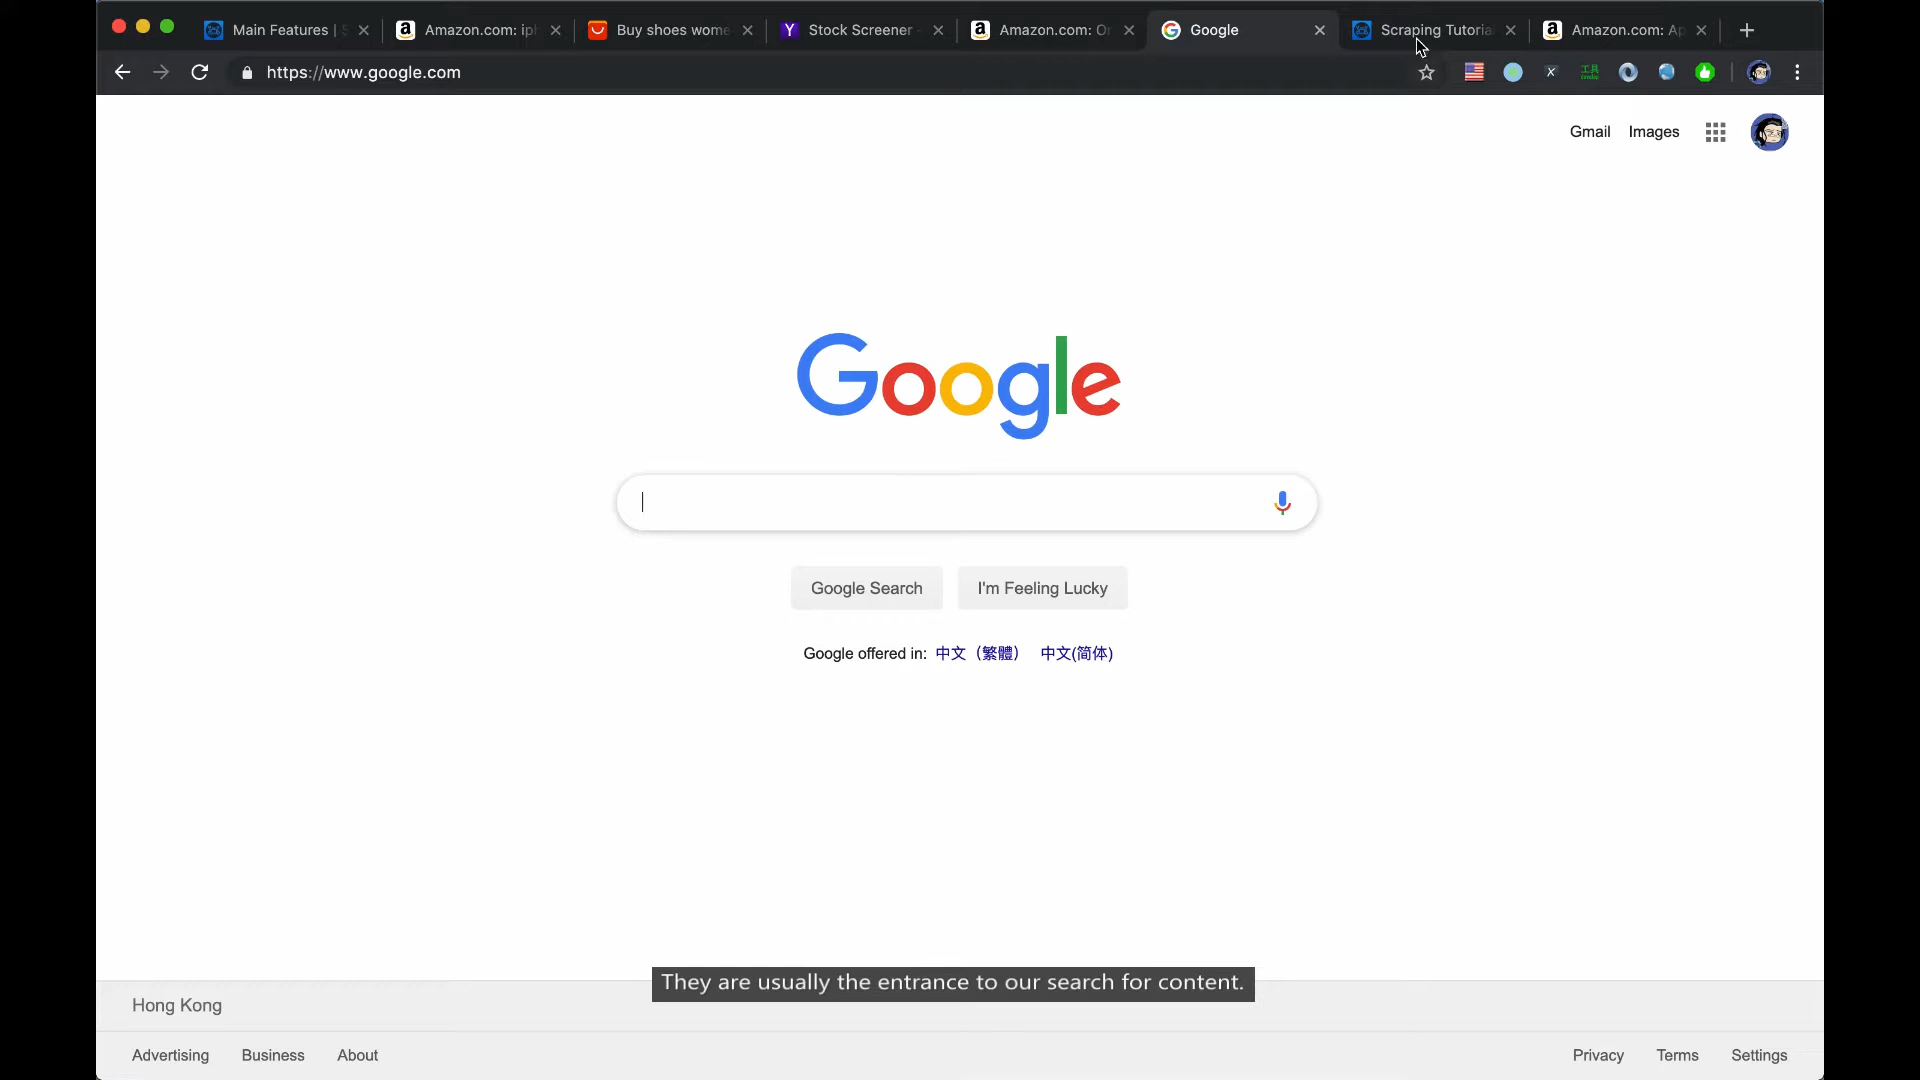 Main Features |
Amazon.com: ip
Buy shoes wome
Stock Screener
Amazon.com: O
Google
Scraping Tutoria
Amazon.com: Ap
https://www.google.com
X
工具
Gmail Images
Google
Google Search
I'm Feeling Lucky
Google offered in: 中文（繁體） 中文(简体)
They are usually the entrance to our search for content.
Hong Kong
Advertising Business About
Privacy Terms Settings